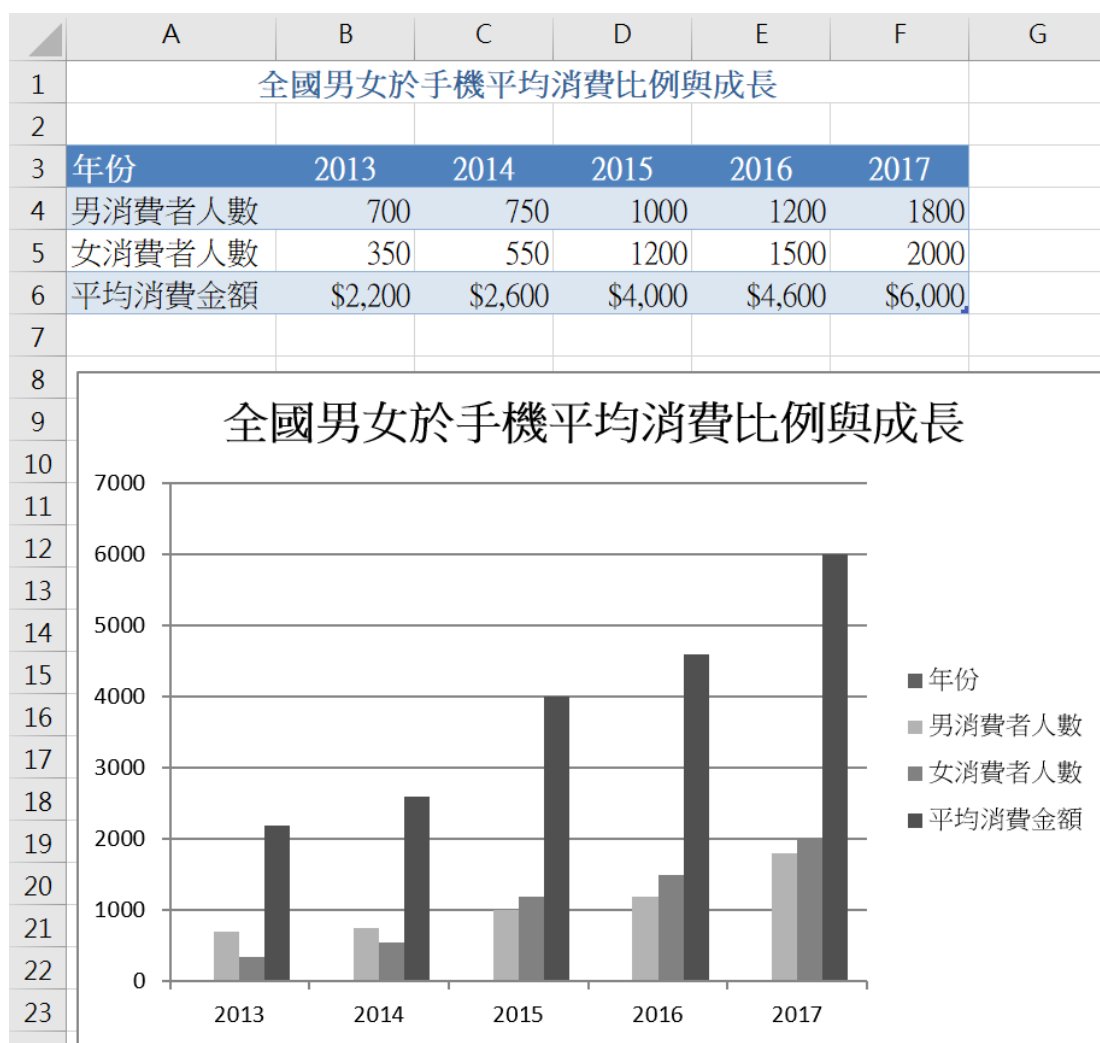 A B C D E F G
1 全國男女於手機平均消費比例與成長
2
3 年份 2013 2014 2015 2016 2017
4 男消費者人數 700 750 1000 1200 1800
5 女消費者人數 350 550 1200 1500 2000
6 平均消費金額 $2,200 $2,600 $4,000 $4,600 $6,000
7
8
9 全國男女於手機平均消費比例與成長
10
7000
11
12 6000
13
14 5000
15 年份
16 4000 男消費者人數
17 3000 女消費者人數
18 平均消費金額
19 2000
20
21 1000
22 0
23 2013 2014 2015 2016 2017